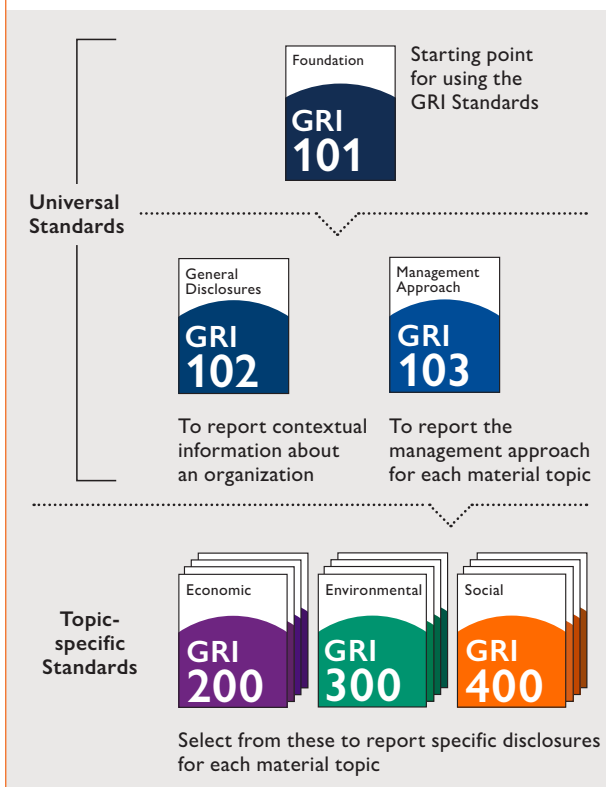 Foundation
GRI
101
Starting point
for using the
GRI Standards
Universal
Standards
General
Disclosures
GRI
102
Management
Approach
GRI
103
To report contextual
information about
an organization
To report the
management approach
for each material topic
Topic-
specific
Standards
Economic
GRI
200
Environmental
GRI
300
Social
GRI
400
Select from these to report specific disclosures
for each material topic